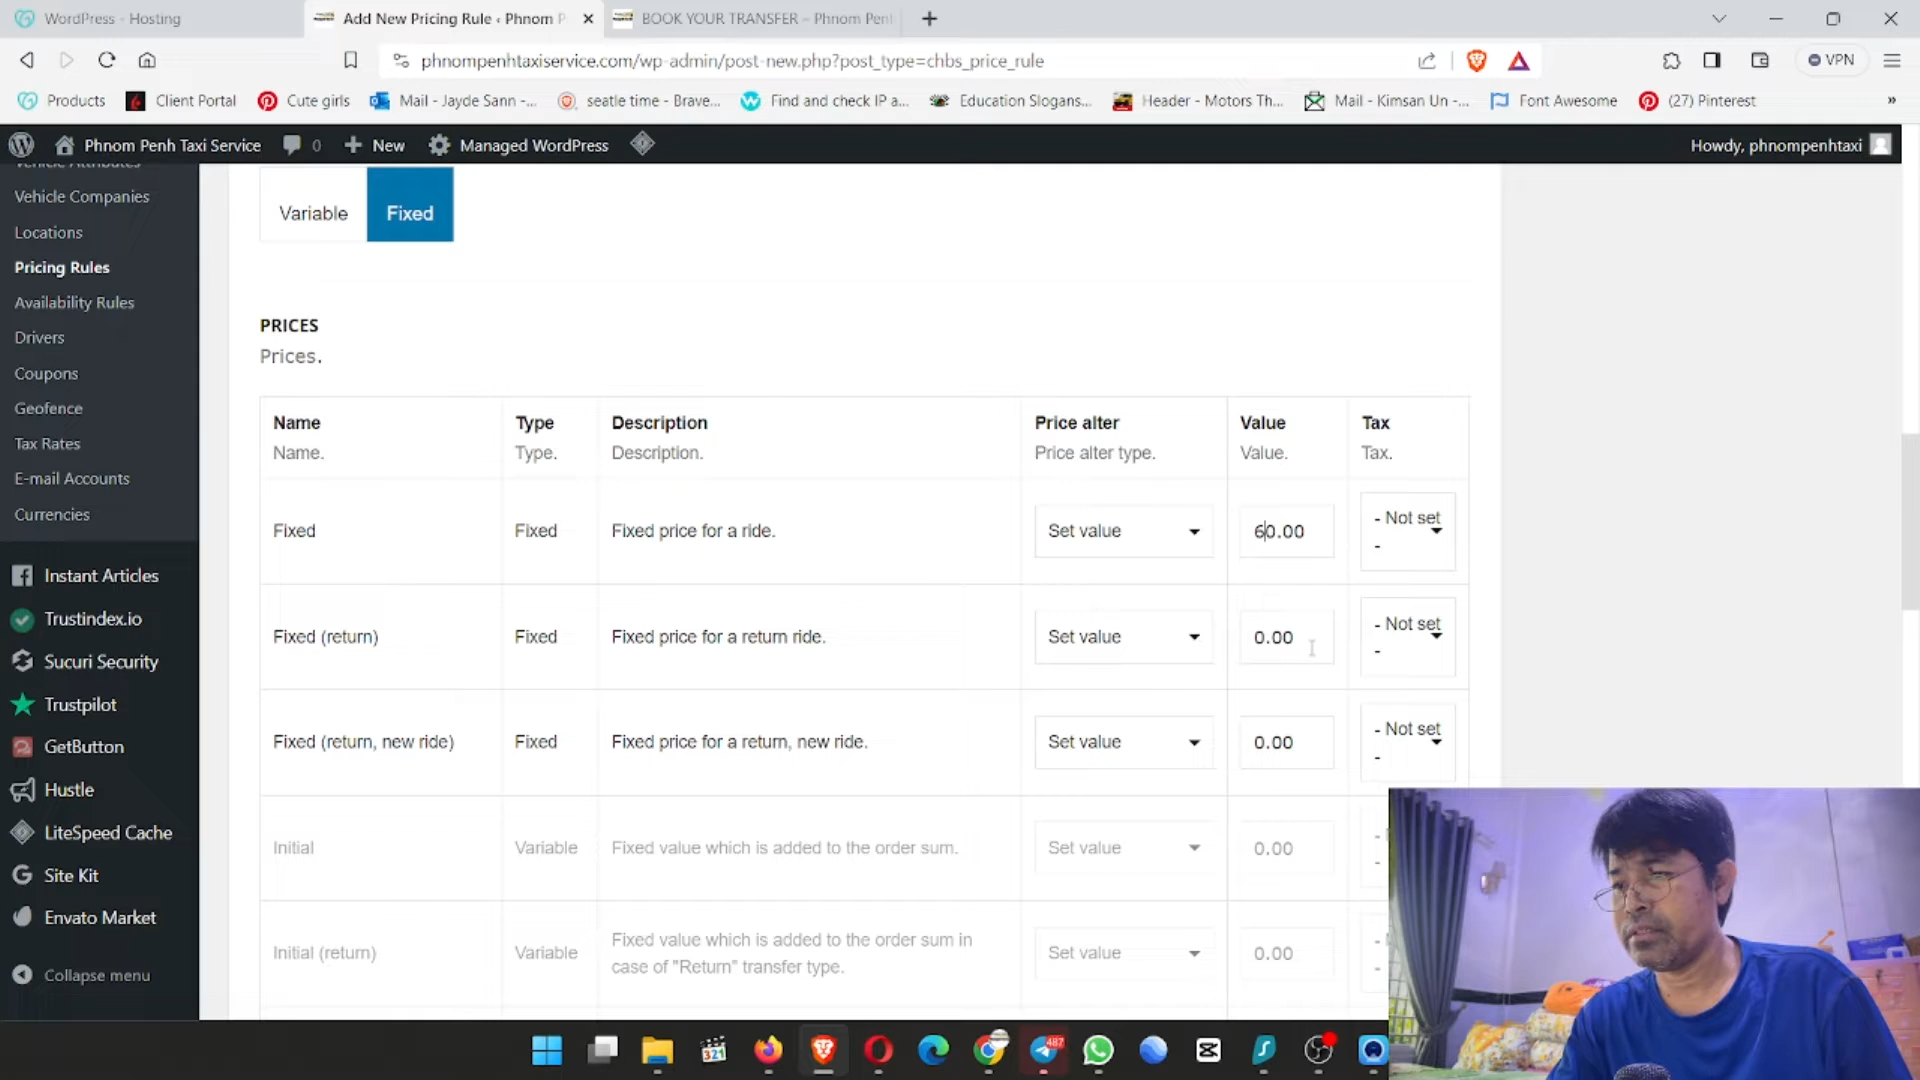 WordPress - Hosting
Add New Pricing Rule ‹ Phnom P
BOOK YOUR TRANSFER – Phnom Pen
phnompenhtaxiservice.com/wp-admin/post-new.php?post_type=chbs_price_rule
VPN
Products
Client Portal
Cute girls
Mail - Jayde Sann -...
seatle time - Brave...
Find and check IP a...
Education Slogans...
Header - Motors Th...
Mail - Kimsan Un -...
Font Awesome
(27) Pinterest
»
Phnom Penh Taxi Service
0
New
Managed WordPress
Howdy, phnompenhtaxi
Vehicle Attributes
Vehicle Companies
Locations
Pricing Rules
Availability Rules
Drivers
Coupons
Geofence
Tax Rates
E-mail Accounts
Currencies
Instant Articles
Trustindex.io
Sucuri Security
Trustpilot
GetButton
Hustle
LiteSpeed Cache
Site Kit
Envato Market
Collapse menu
Variable
Fixed
PRICES
Prices.
Name Type Description Price alter Value Tax
Name. Type. Description. Price alter type. Value. Tax.
Fixed Fixed Fixed price for a ride. Set value 60.00 - Not set
-
Fixed (return) Fixed Fixed price for a return ride. Set value 0.00 - Not set
-
Fixed (return, new ride) Fixed Fixed price for a return, new ride. Set value 0.00 - Not set
-
Initial Variable Fixed value which is added to the order sum. Set value 0.00 -
-
Initial (return) Variable Fixed value which is added to the order sum in
case of "Return" transfer type. Set value 0.00 -
-
321
487